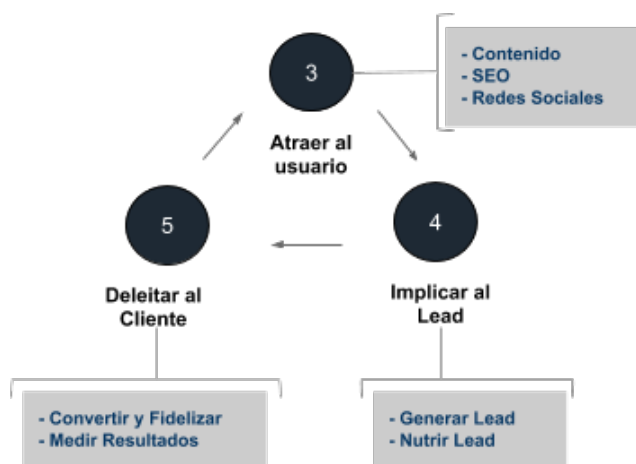 3
- Contenido
- SEO
- Redes Sociales
Atraer al
usuario
5
4
Deleitar al
Cliente
Implicar al
Lead
- Convertir y Fidelizar
- Medir Resultados
- Generar Lead
- Nutrir Lead